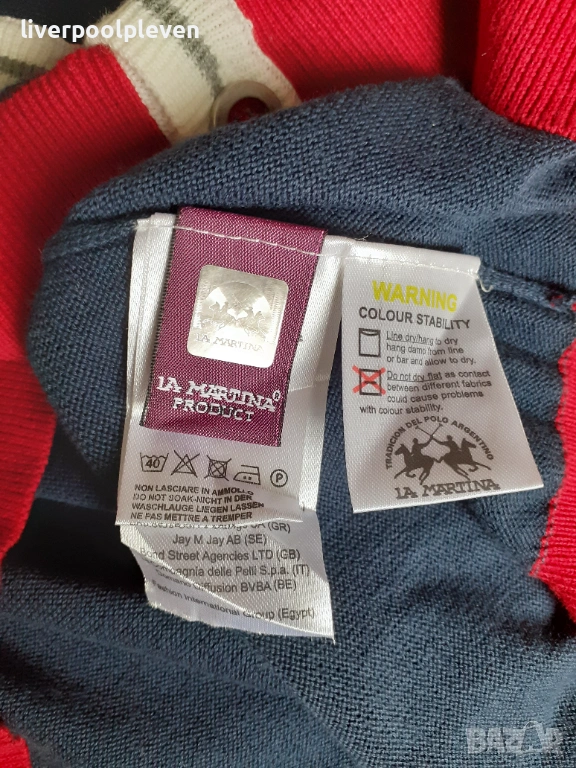 liverpoolpleven
LA MARTINA
LA MARTINA®
PRODUCT
40
P
NON LASCIARE IN AMMOLLO
DO NOT SOAK-NICHT IN DER
WASCHLAUGE LIEGEN LASSEN
NE PAS METTRE A TREMPER
SA (GR)
Jay M Jay AB (SE)
Bond Street Agencies LTD (GB)
delle Pelli S.p.a. (IT)
Diffusion BVBA (BE)
International Group (Egypt)
WARNING
COLOUR STABILITY
Line dry/hang to dry
hang damp from line
or bar and allow to dry.
Do not dry flat as contact
between different fabrics
could cause problems
with colour stability.
TRADICION DEL POLO ARGENTINO
LA MARTINA
BAZAR